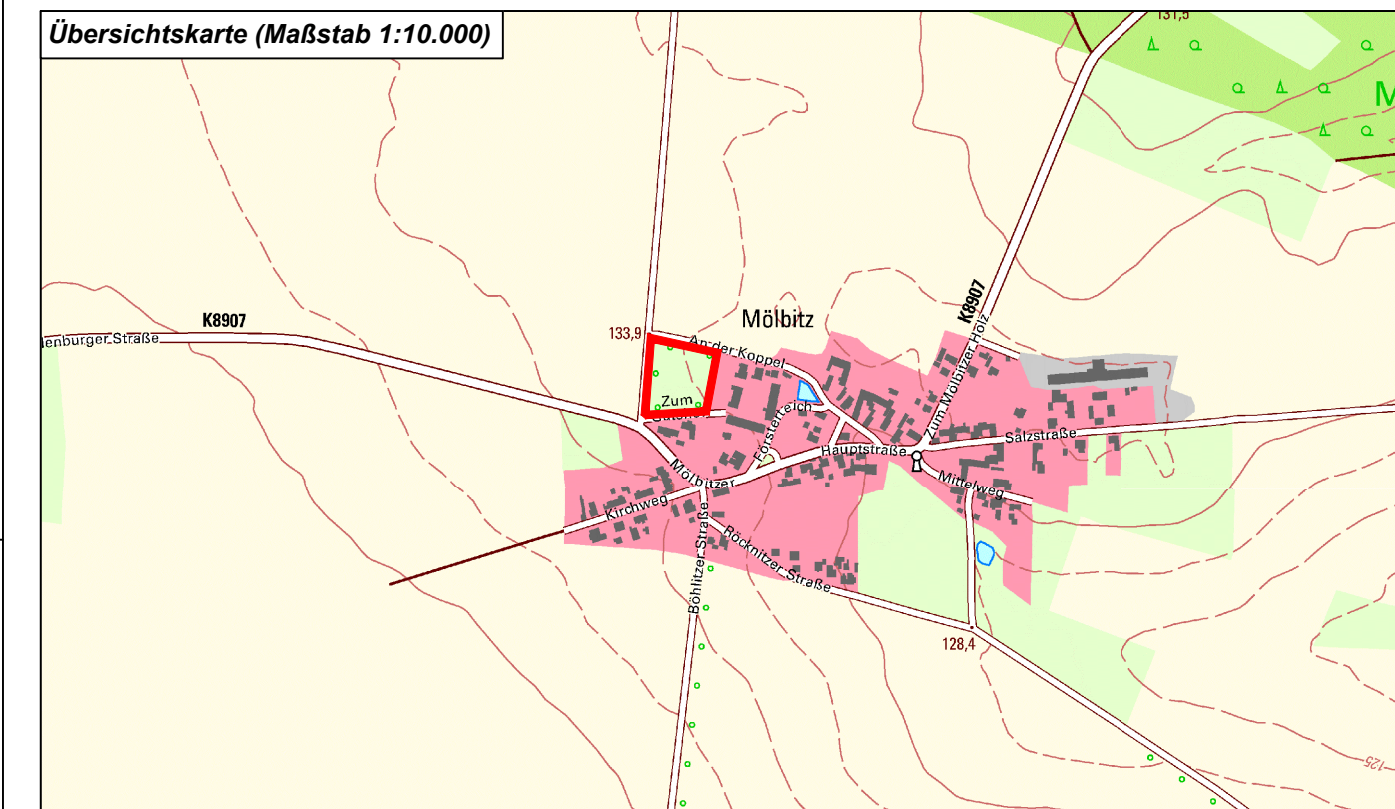 Übersichtskarte (Maßstab 1:10.000)
131,5
M
K8907
lenburger Straße
133,9
Mölbitz
K8907
An der Koppel
Zum Mölbitzer Holz
Zum
Försterteich
Hauptstraße
Salzstraße
Mölbitzer
Mittelweg
Kirchweg
Böhlitzer Straße
Röcknitzer Straße
128,4
125